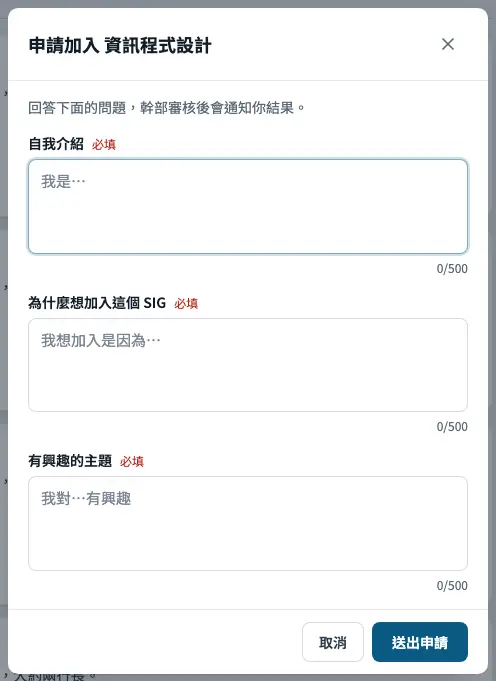 申請加入 資訊程式設計
回答下面的問題，幹部審核後會通知你結果。
自我介紹 必填
我是…
0/500
為什麼想加入這個 SIG 必填
我想加入是因為…
0/500
有興趣的主題 必填
我對…有興趣
0/500
取消 送出申請